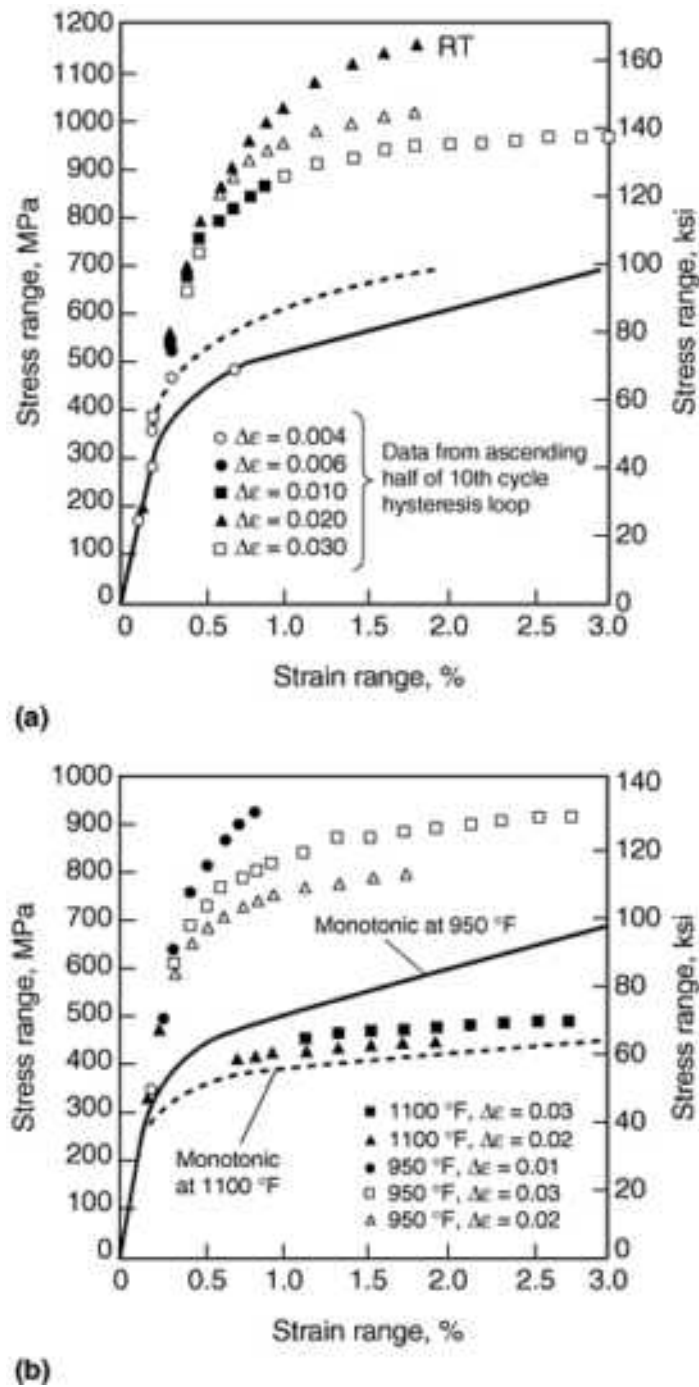 1200
1100
1000
900
800
700
600
500
400
300
200
100
0
Stress range, MPa
160
140
120
100
80
60
40
20
0
Stress range, ksi
RT
Δε = 0.004
Δε = 0.006
Δε = 0.010
Δε = 0.020
Δε = 0.030
Data from ascending
half of 10th cycle
hysteresis loop
0 0.5 1.0 1.5 2.0 2.5 3.0
Strain range, %
(a)
1000
900
800
700
600
500
400
300
200
100
0
Stress range, MPa
140
120
100
80
60
40
20
0
Stress range, ksi
Monotonic at 950 °F
Monotonic
at 1100 °F
1100 °F, Δε = 0.03
1100 °F, Δε = 0.02
950 °F, Δε = 0.01
950 °F, Δε = 0.03
950 °F, Δε = 0.02
0 0.5 1.0 1.5 2.0 2.5 3.0
Strain range, %
(b)